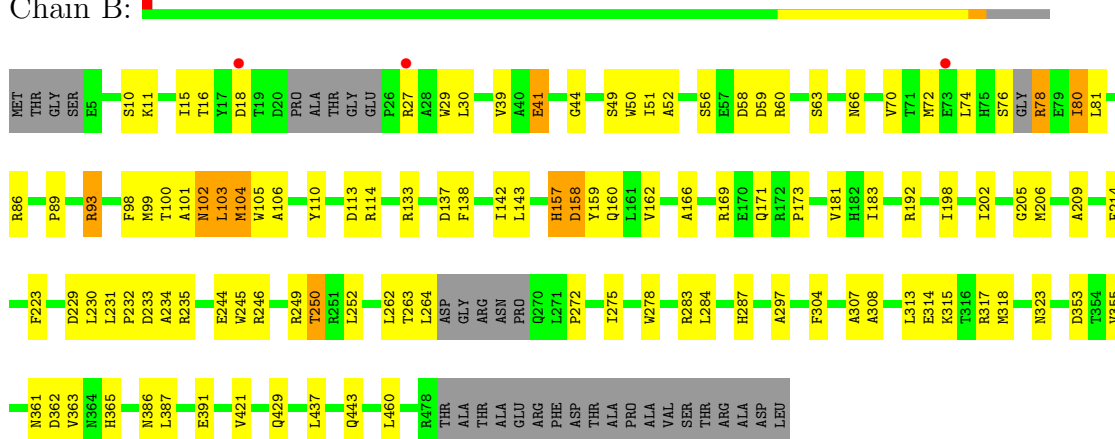 Chain B:
MET THR GLY SER E5 S10 K11 I15 T16 Y17 D18 T19 D20 PRO ALA THR GLY GLU P26 R27 A28 W29 L30 V39 A40 E41 G44 S49 W50 I51 A52 S56 E57 D58 D59 R60 S63 N66 V70 T71 M72 E73 L74 H75 S76 GLY R78 E79 I80 L81
R86 P89 R93 F98 M99 T100 A101 N102 L103 M104 W105 A106 Y110 D113 R114 R133 D137 F138 I142 L143 H157 D158 Y159 Q160 L161 V162 A166 R169 E170 Q171 R172 P173 V181 H182 I183 R192 I198 I202 G205 M206 A209
F223 D229 L230 L231 P232 D233 A234 R235 E244 W245 R246 R249 T250 R251 L252 L262 T263 L264 ASP GLY ARG ASN PRO Q270 L271 P272 I275 W278 R283 L284 H287 A297 F304 A307 A308 L313 E314 K315 T316 R317 M318 N323 D353 T354 V355
N361 D362 V363 N364 H365 N386 L387 E391 V421 Q429 L437 Q443 L460 R478 THR ALA THR ALA GLU ARG PHE ASP THR ALA PRO ALA VAL SER THR ARG ALA ASP LEU